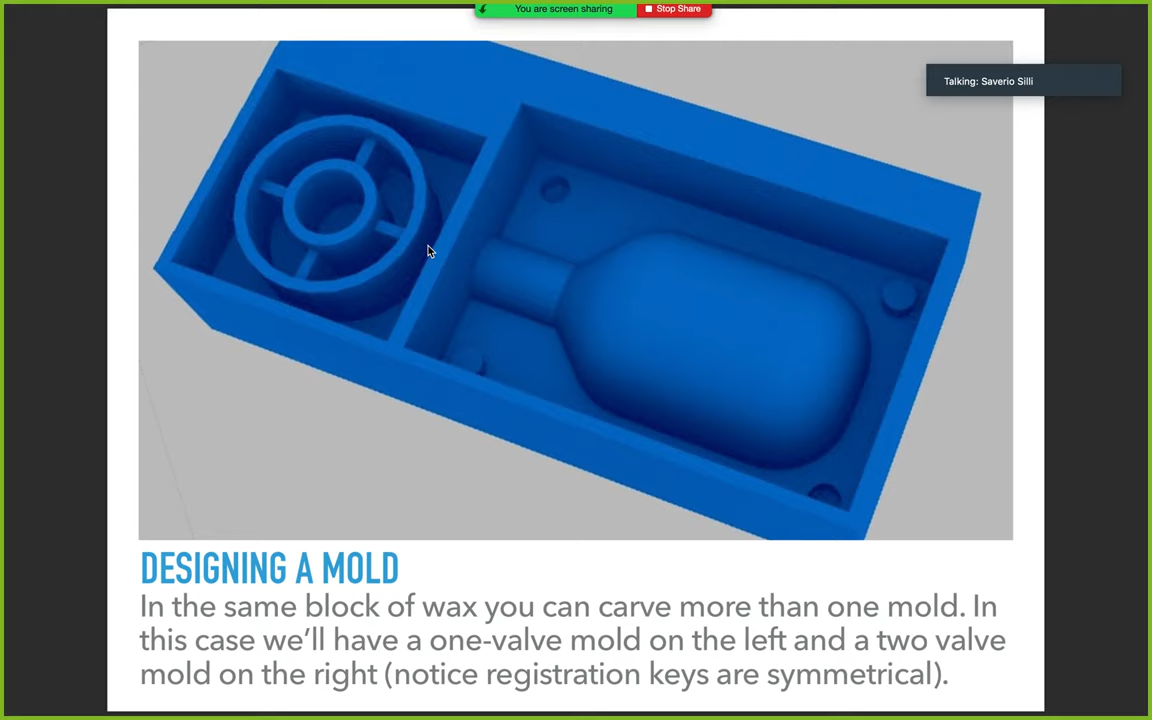 You are screen sharing Stop Share
Talking: Saverio Silli
DESIGNING A MOLD
In the same block of wax you can carve more than one mold. In
this case we’ll have a one-valve mold on the left and a two valve
mold on the right (notice registration keys are symmetrical).